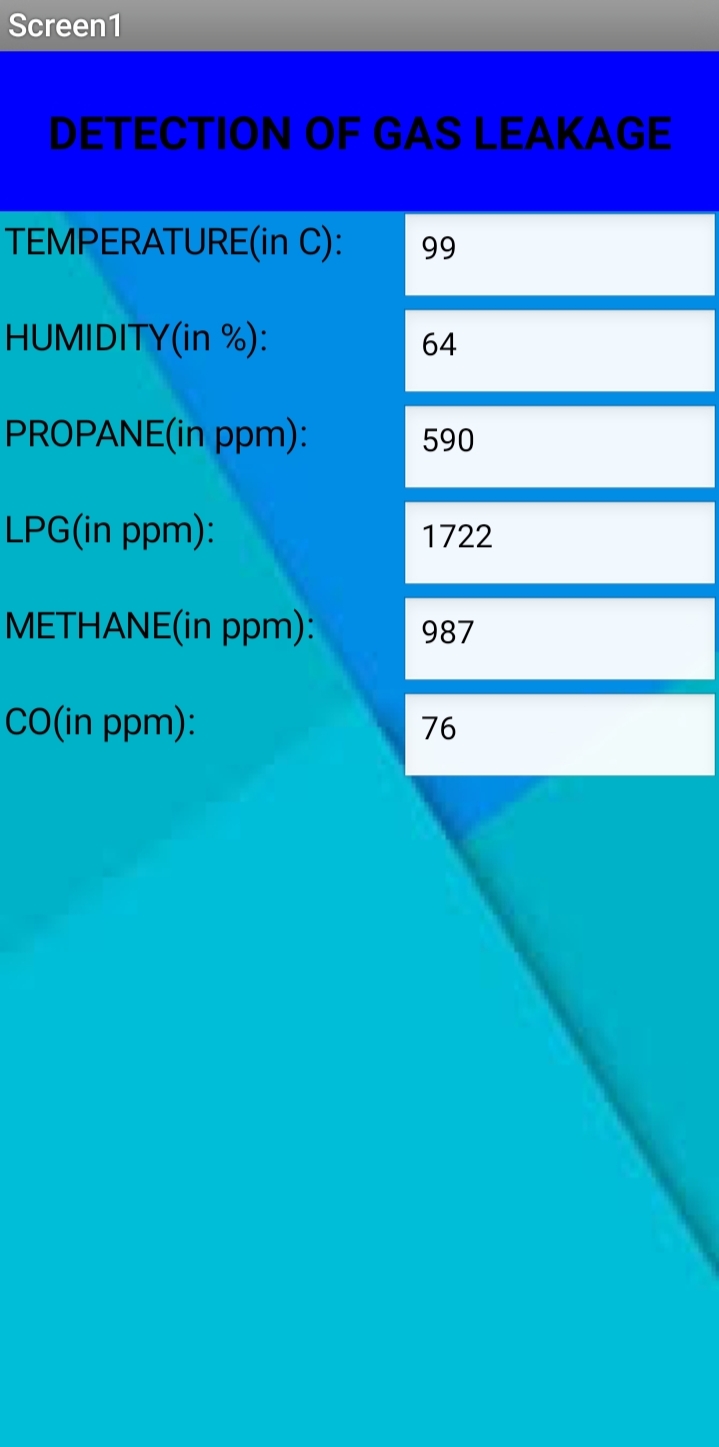 Screen1
DETECTION OF GAS LEAKAGE
TEMPERATURE(in C): 99
HUMIDITY(in %): 64
PROPANE(in ppm): 590
LPG(in ppm): 1722
METHANE(in ppm): 987
CO(in ppm): 76